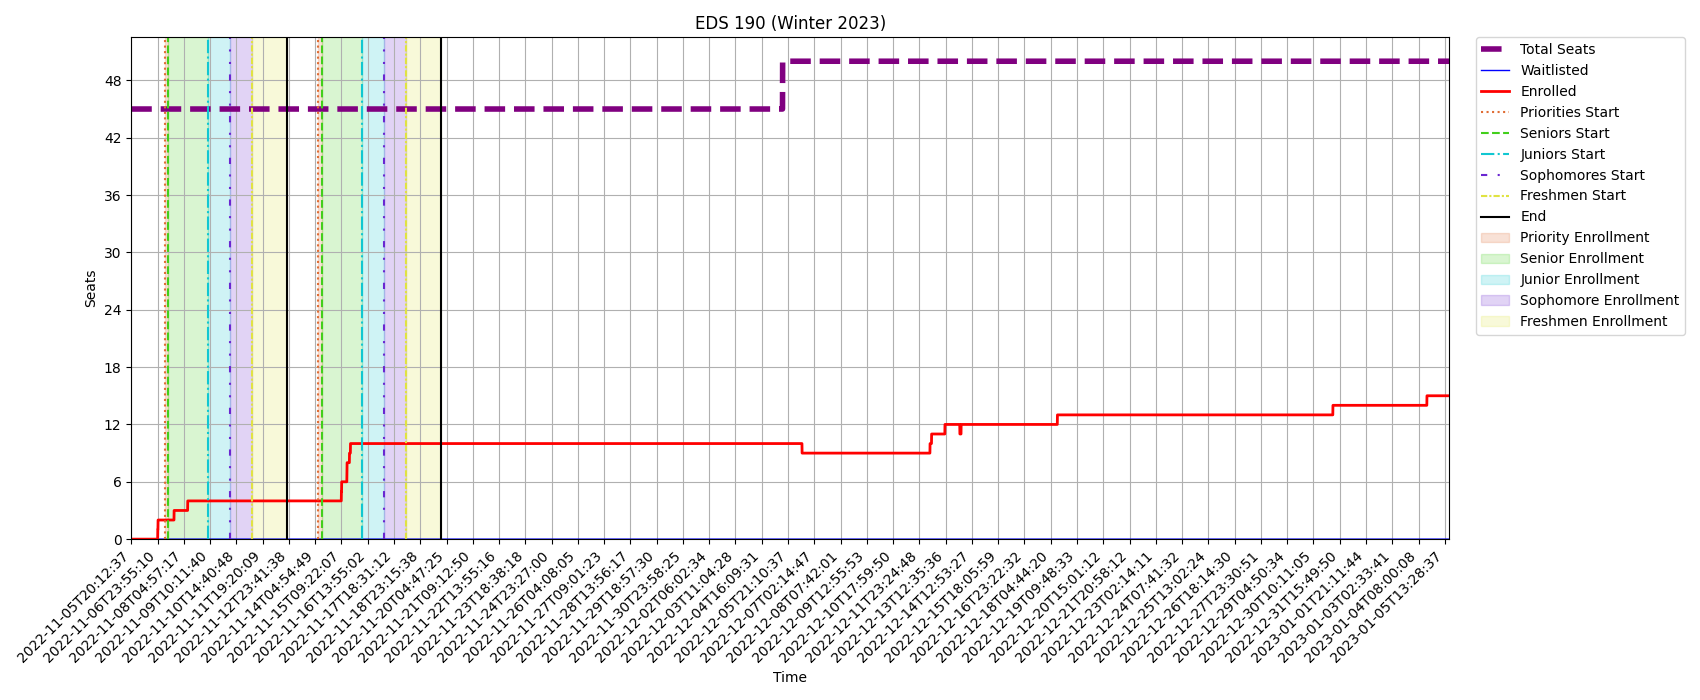 EDS 190 (Winter 2023)
Total Seats
Waitlisted
Enrolled
Priorities Start
Seniors Start
Juniors Start
Sophomores Start
Freshmen Start
End
Priority Enrollment
Senior Enrollment
Junior Enrollment
Sophomore Enrollment
Freshmen Enrollment
Seats
48
42
36
30
24
18
12
6
0
2022-11-05T20:12:37
2022-11-06T23:55:10
2022-11-08T04:57:17
2022-11-09T10:11:40
2022-11-10T14:40:48
2022-11-11T19:20:09
2022-11-12T23:41:38
2022-11-14T04:54:49
2022-11-15T09:22:07
2022-11-16T13:55:02
2022-11-17T18:31:12
2022-11-18T23:15:38
2022-11-20T04:47:25
2022-11-21T09:12:50
2022-11-22T13:55:16
2022-11-23T18:38:18
2022-11-24T23:27:00
2022-11-26T04:08:05
2022-11-27T09:01:23
2022-11-28T13:56:17
2022-11-29T18:57:30
2022-11-30T23:58:25
2022-12-02T06:02:34
2022-12-03T11:04:28
2022-12-04T16:09:31
2022-12-05T21:10:37
2022-12-07T02:14:47
2022-12-08T07:42:01
2022-12-09T12:55:53
2022-12-10T17:59:50
2022-12-11T23:24:48
2022-12-13T12:35:36
2022-12-14T12:53:27
2022-12-15T18:05:59
2022-12-16T23:22:32
2022-12-18T04:44:20
2022-12-19T09:48:33
2022-12-20T15:01:12
2022-12-21T20:58:12
2022-12-23T02:14:11
2022-12-24T07:41:32
2022-12-25T13:02:24
2022-12-26T18:14:30
2022-12-27T23:30:51
2022-12-29T04:50:34
2022-12-30T10:11:05
2022-12-31T15:49:50
2023-01-01T21:11:44
2023-01-03T02:33:41
2023-01-04T08:00:08
2023-01-05T13:28:37
Time